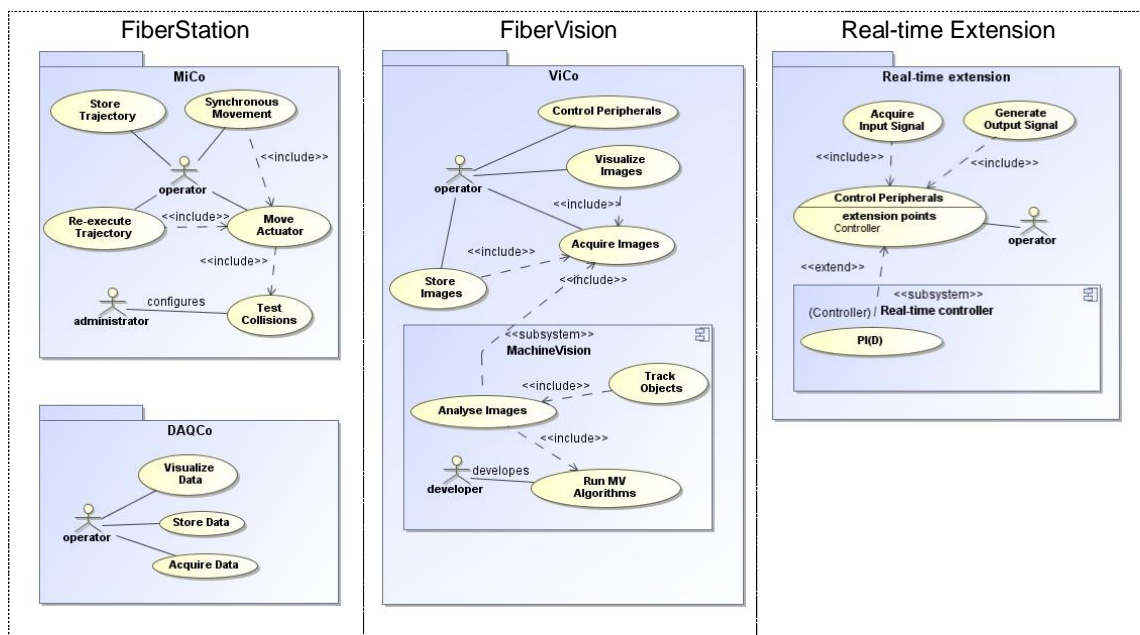 FiberStation
MiCo
Store
Trajectory
Synchronous
Movement
<<include>>
operator
Re-execute
Trajectory
<<include>>
Move
Actuator
<<include>>
configures
administrator
Test
Collisions
DAQCo
Visualize
Data
operator
Store Data
Acquire Data
FiberVision
ViCo
Control Peripherals
Visualize
Images
operator
<<include>>
Acquire Images
<<include>>
<<include>>
Store
Images
<<subsystem>>
MachineVision
Track
Objects
<<include>>
Analyse Images
<<include>>
developes
developer
Run MV
Algorithms
Real-time Extension
Real-time extension
Acquire
Input Signal
Generate
Output Signal
<<include>>
<<include>>
Control Peripherals
extension points
Controller
operator
<<extend>>
<<subsystem>>
(Controller)
Real-time controller
PI(D)